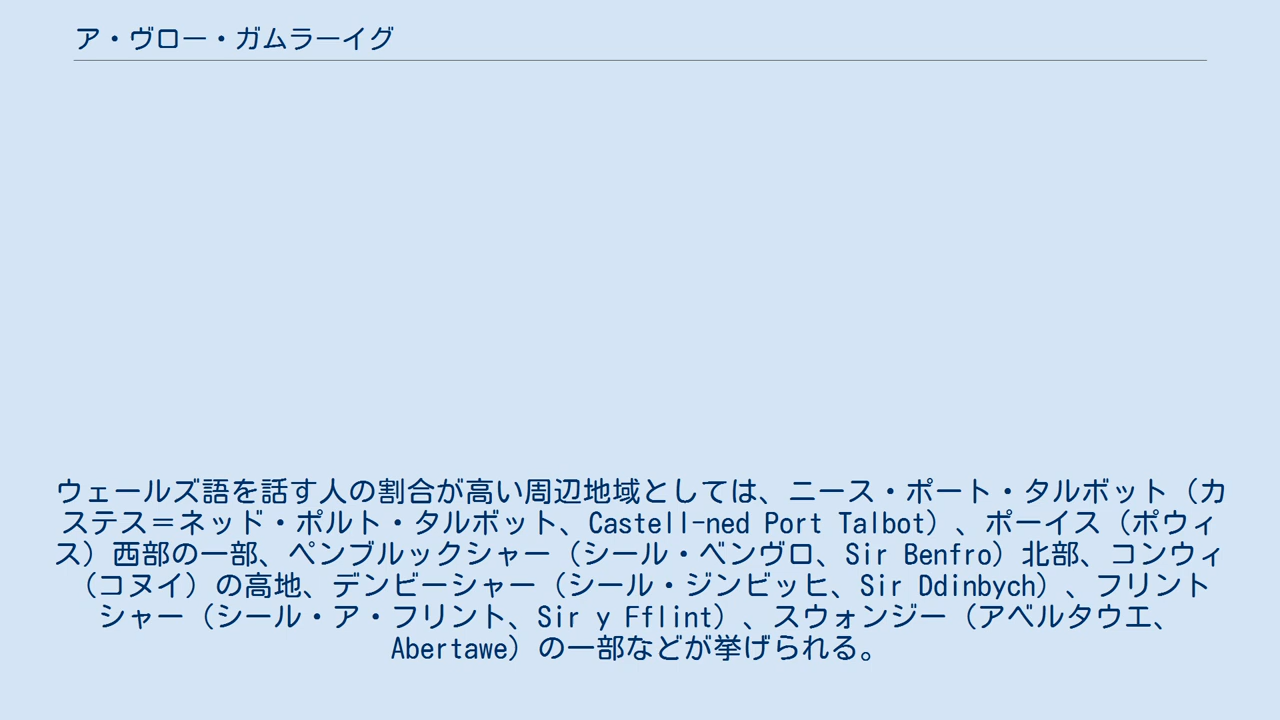 ア・ヴロー・ガムラーイグ
ウェールズ語を話す人の割合が高い周辺地域としては、ニース・ポート・タルボット（カ
ステス＝ネッド・ポルト・タルボット、Castell-ned Port Talbot）、ポーイス（ポウィ
ス）西部の一部、ペンブルックシャー（シール・ベンヴロ、Sir Benfro）北部、コンウィ
（コヌイ）の高地、デンビーシャー（シール・ジンビッヒ、Sir Ddinbych）、フリント
シャー（シール・ア・フリント、Sir y Fflint）、スウォンジー（アベルタウエ、
Abertawe）の一部などが挙げられる。